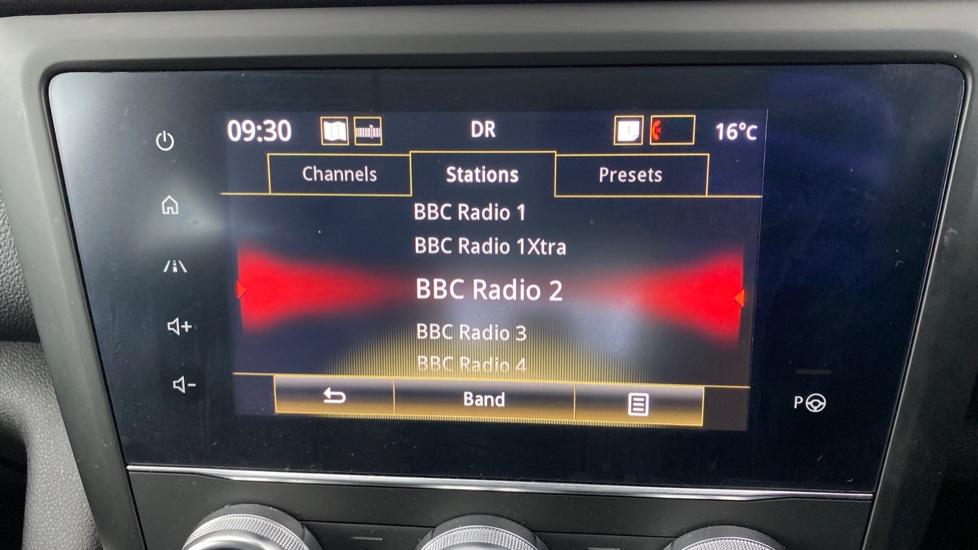 09:30 DR 16°C
Channels Stations Presets
BBC Radio 1
BBC Radio 1Xtra
BBC Radio 2
BBC Radio 3
BBC Radio 4
Band
P